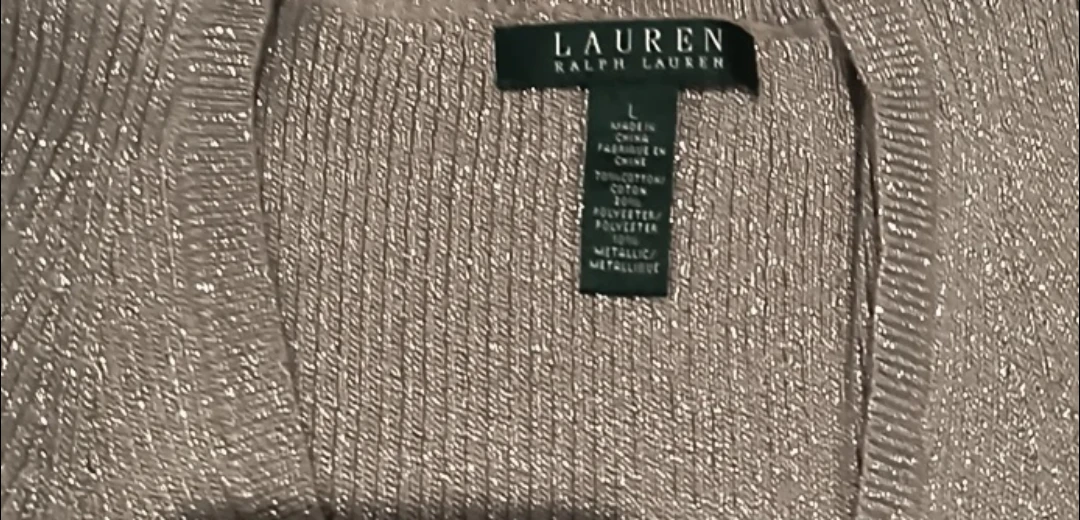 LAUREN
RALPH LAUREN
L
MADE IN
CHINA
FABRIQUE EN
CHINE
70% COTTON/
COTON
20%
POLYESTER/
POLYESTER
10%
METALLIC/
METALLIQUE